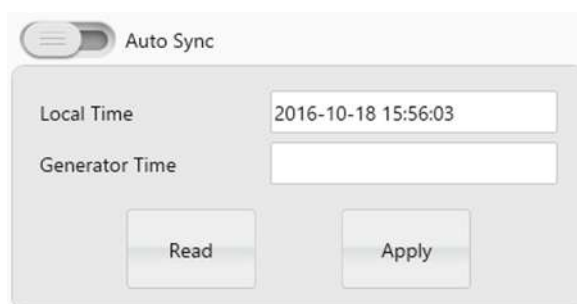 Auto Sync
Local Time 2016-10-18 15:56:03
Generator Time
Read Apply